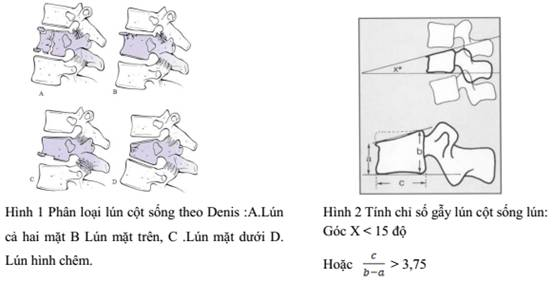 A
B
C
D
X°
a
b
c
Hình 1 Phân loại lún cột sống theo Denis :A.Lún
cả hai mặt B Lún mặt trên, C .Lún mặt dưới D.
Lún hình chêm.
Hình 2 Tính chỉ số gẫy lún cột sống lún:
Góc X < 15 độ
Hoặc c/(b−a) > 3,75